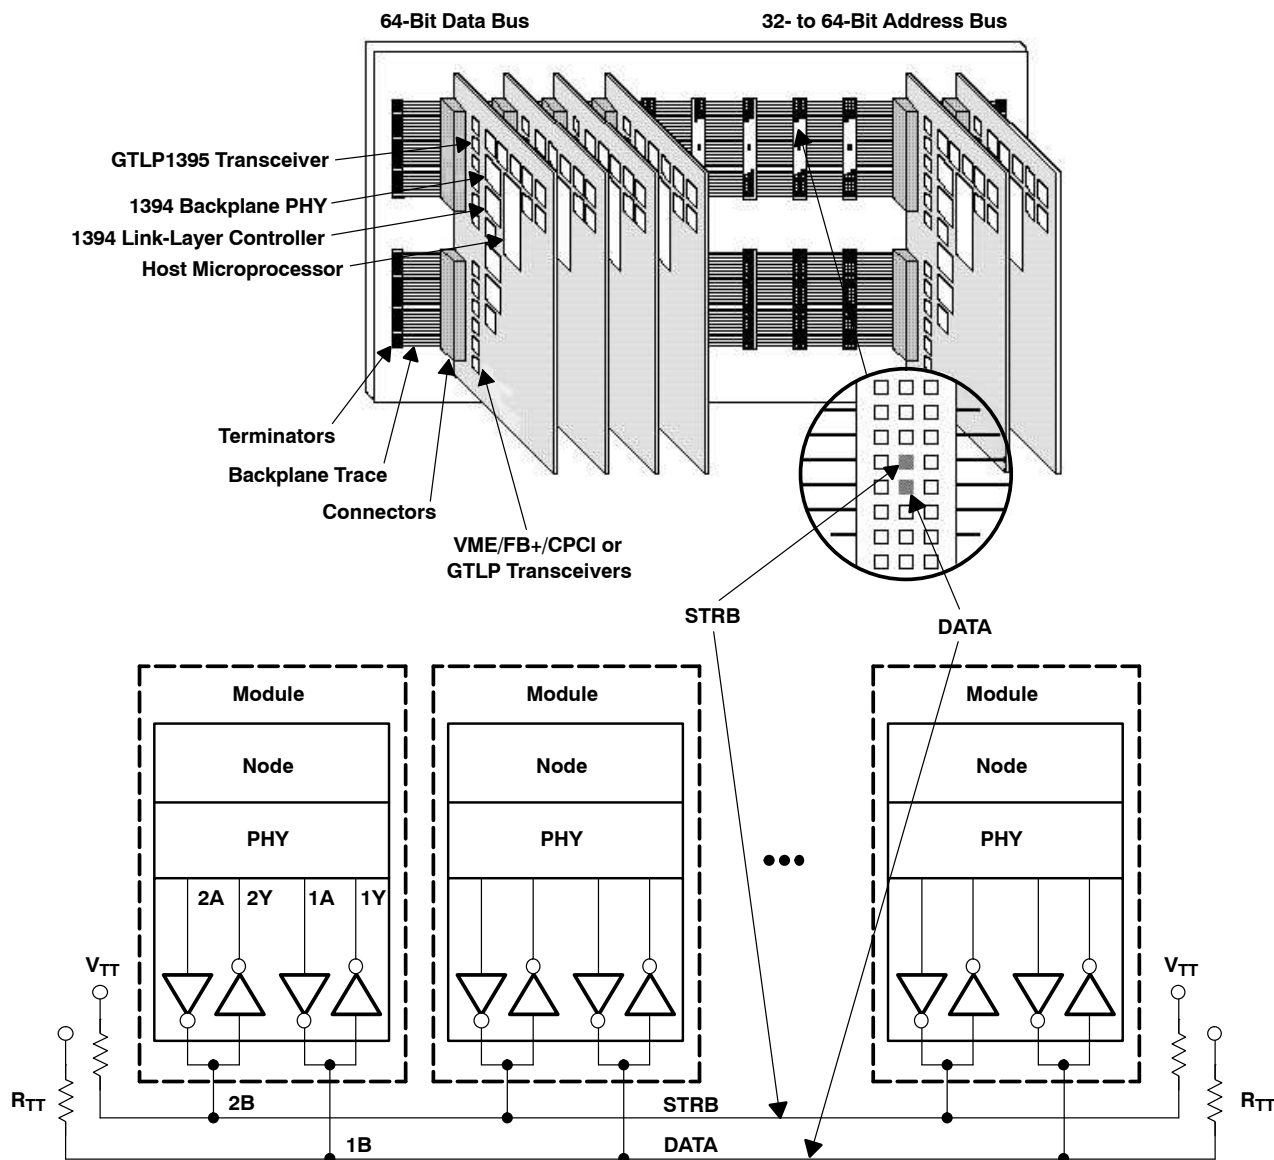 64-Bit Data Bus
32- to 64-Bit Address Bus
GTLP1395 Transceiver
1394 Backplane PHY
1394 Link-Layer Controller
Host Microprocessor
Terminators
Backplane Trace
Connectors
VME/FB+/CPCI or
GTLP Transceivers
STRB
DATA
Module
Module
Module
Node
Node
Node
PHY
PHY
PHY
2A
2Y
1A
1Y
VTT
VTT
RTT
RTT
2B
STRB
1B
DATA